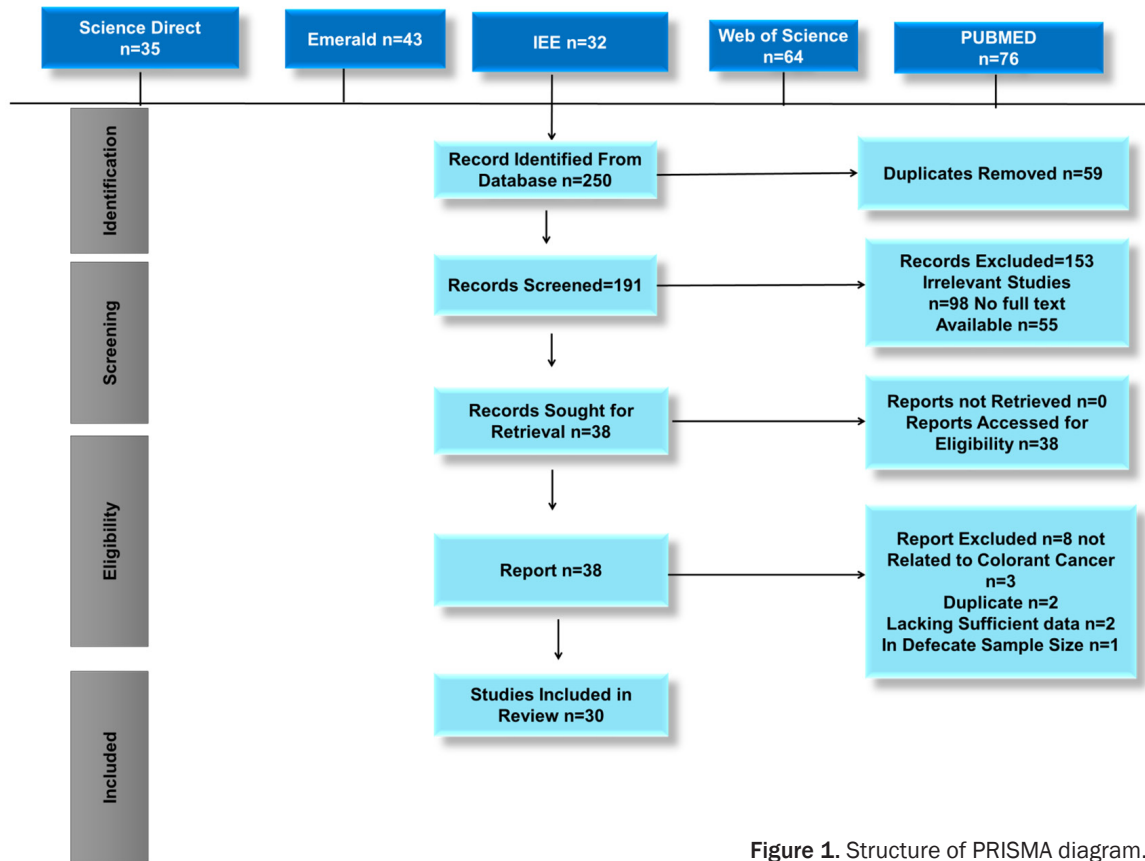 Science Direct
n=35
Emerald n=43
IEE n=32
Web of Science
n=64
PUBMED
n=76
Identification
Record Identified From
Database n=250
Duplicates Removed n=59
Screening
Records Screened=191
Records Excluded=153
Irrelevant Studies
n=98 No full text
Available n=55
Records Sought for
Retrieval n=38
Reports not Retrieved n=0
Reports Accessed for
Eligibility n=38
Eligibility
Report n=38
Report Excluded n=8 not
Related to Colorant Cancer
n=3
Duplicate n=2
Lacking Sufficient data n=2
In Defecate Sample Size n=1
Included
Studies Included in
Review n=30
Figure 1. Structure of PRISMA diagram.